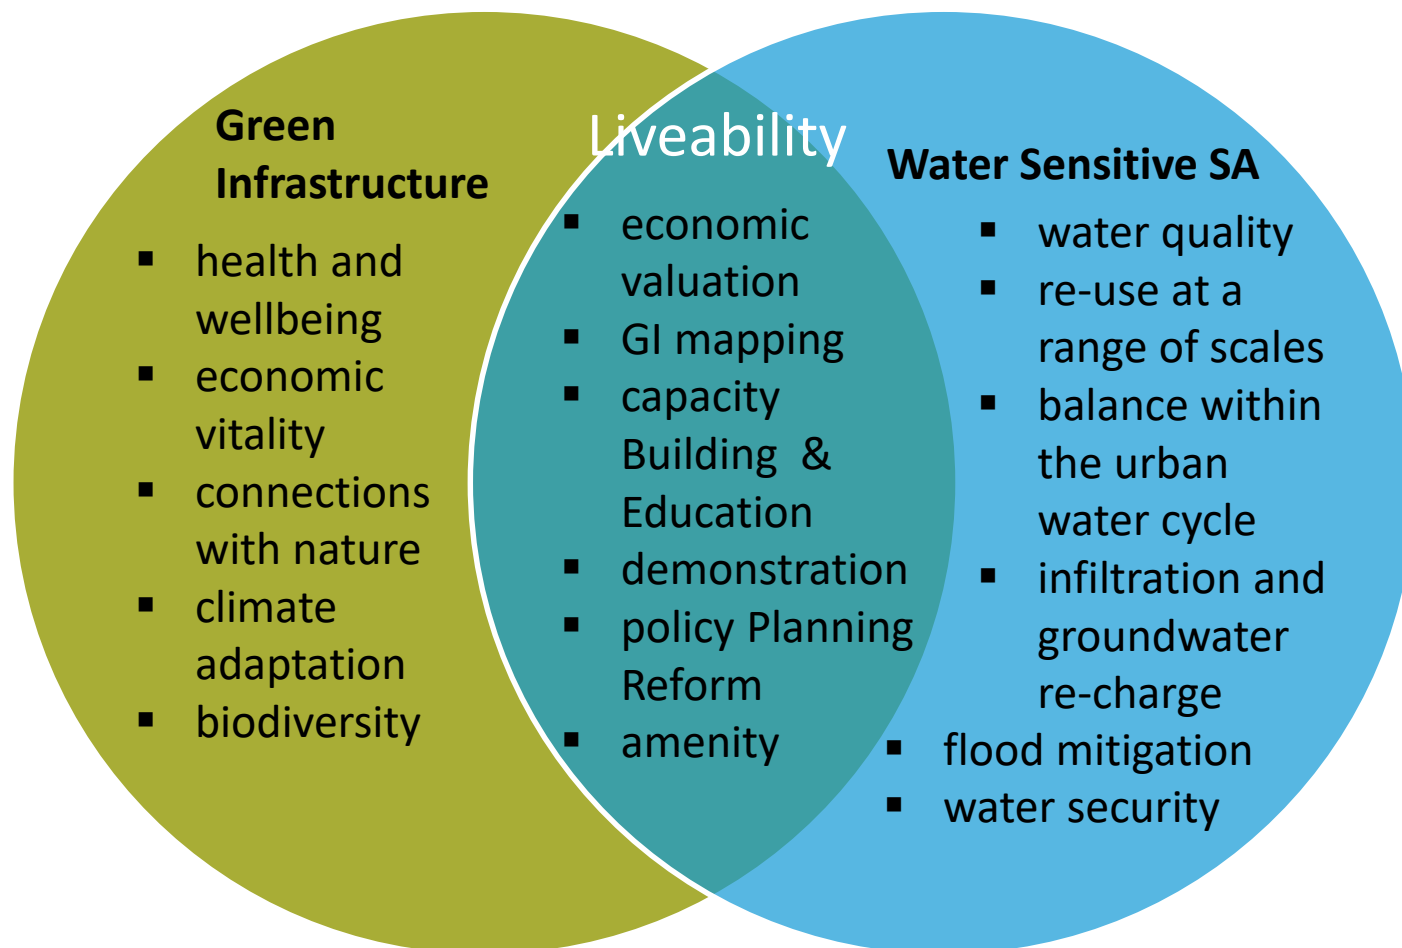 Green
Infrastructure
▪ health and
wellbeing
▪ economic
vitality
▪ connections
with nature
▪ climate
adaptation
▪ biodiversity
Liveability
▪ economic
valuation
▪ GI mapping
▪ capacity
Building &
Education
▪ demonstration
▪ policy Planning
Reform
▪ amenity
Water Sensitive SA
▪ water quality
▪ re-use at a
range of scales
▪ balance within
the urban
water cycle
▪ infiltration and
groundwater
re-charge
▪ flood mitigation
▪ water security